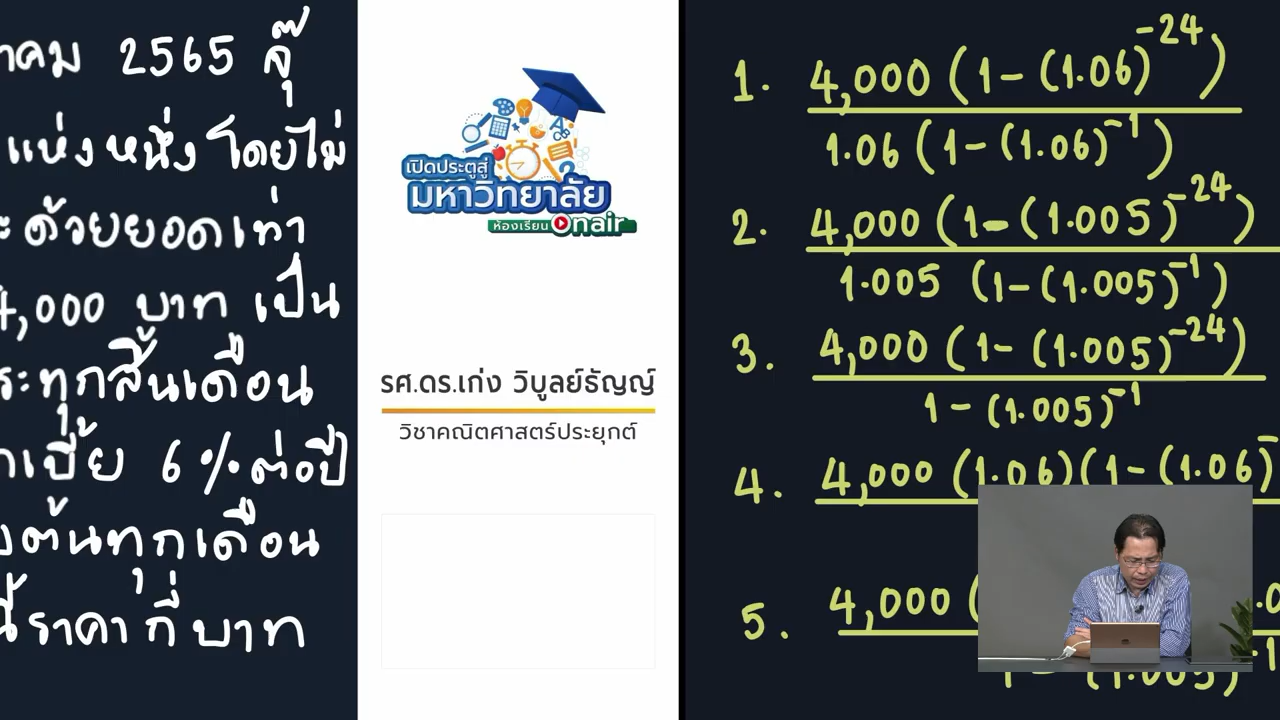 าคม 2565 จุ๊
แห่งหนึ่งโดยไม่
ะด้วยยอดเท่า
4,000 บาท เป็น
ระทุกสิ้นเดือน
กเบี้ย 6% ต่อปี
งต้นทุกเดือน
นี้ราคากี่บาท
เปิดประตูสู่
มหาวิทยาลัย
ห้องเรียน Onair
รศ.ดร.เก่ง วิบูลย์ธัญญ์
วิชาคณิตศาสตร์ประยุกต์
1. 4,000 (1 - (1.06)^-24)
1.06 (1 - (1.06)^-1)
2. 4,000 (1 - (1.005)^-24)
1.005 (1 - (1.005)^-1)
3. 4,000 (1 - (1.005)^-24)
1 - (1.005)^-1
4. 4,000 (1.06)(1 - (1.06)^-
5. 4,000 (
1 - (1.005)^-1